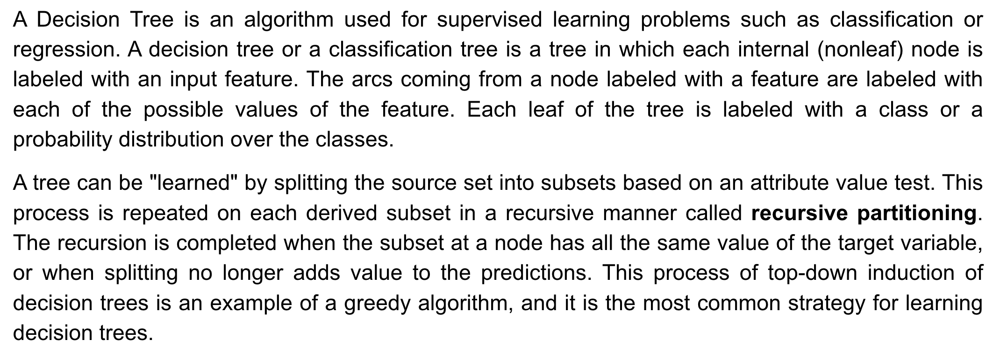 A Decision Tree is an algorithm used for supervised learning problems such as classification or
regression. A decision tree or a classification tree is a tree in which each internal (nonleaf) node is
labeled with an input feature. The arcs coming from a node labeled with a feature are labeled with
each of the possible values of the feature. Each leaf of the tree is labeled with a class or a
probability distribution over the classes.
A tree can be "learned" by splitting the source set into subsets based on an attribute value test. This
process is repeated on each derived subset in a recursive manner called recursive partitioning.
The recursion is completed when the subset at a node has all the same value of the target variable,
or when splitting no longer adds value to the predictions. This process of top-down induction of
decision trees is an example of a greedy algorithm, and it is the most common strategy for learning
decision trees.